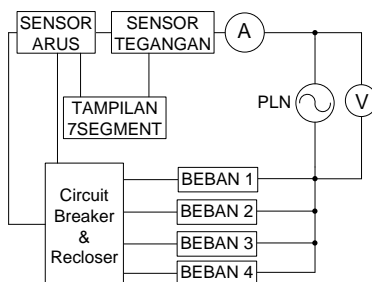 SENSOR
ARUS
SENSOR
TEGANGAN
A
TAMPILAN
7SEGMENT
PLN
V
Circuit
Breaker
&
Recloser
BEBAN 1
BEBAN 2
BEBAN 3
BEBAN 4